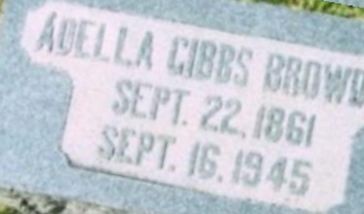 ADELLA GIBBS BROWN
SEPT. 22, 1861
SEPT. 16, 1945